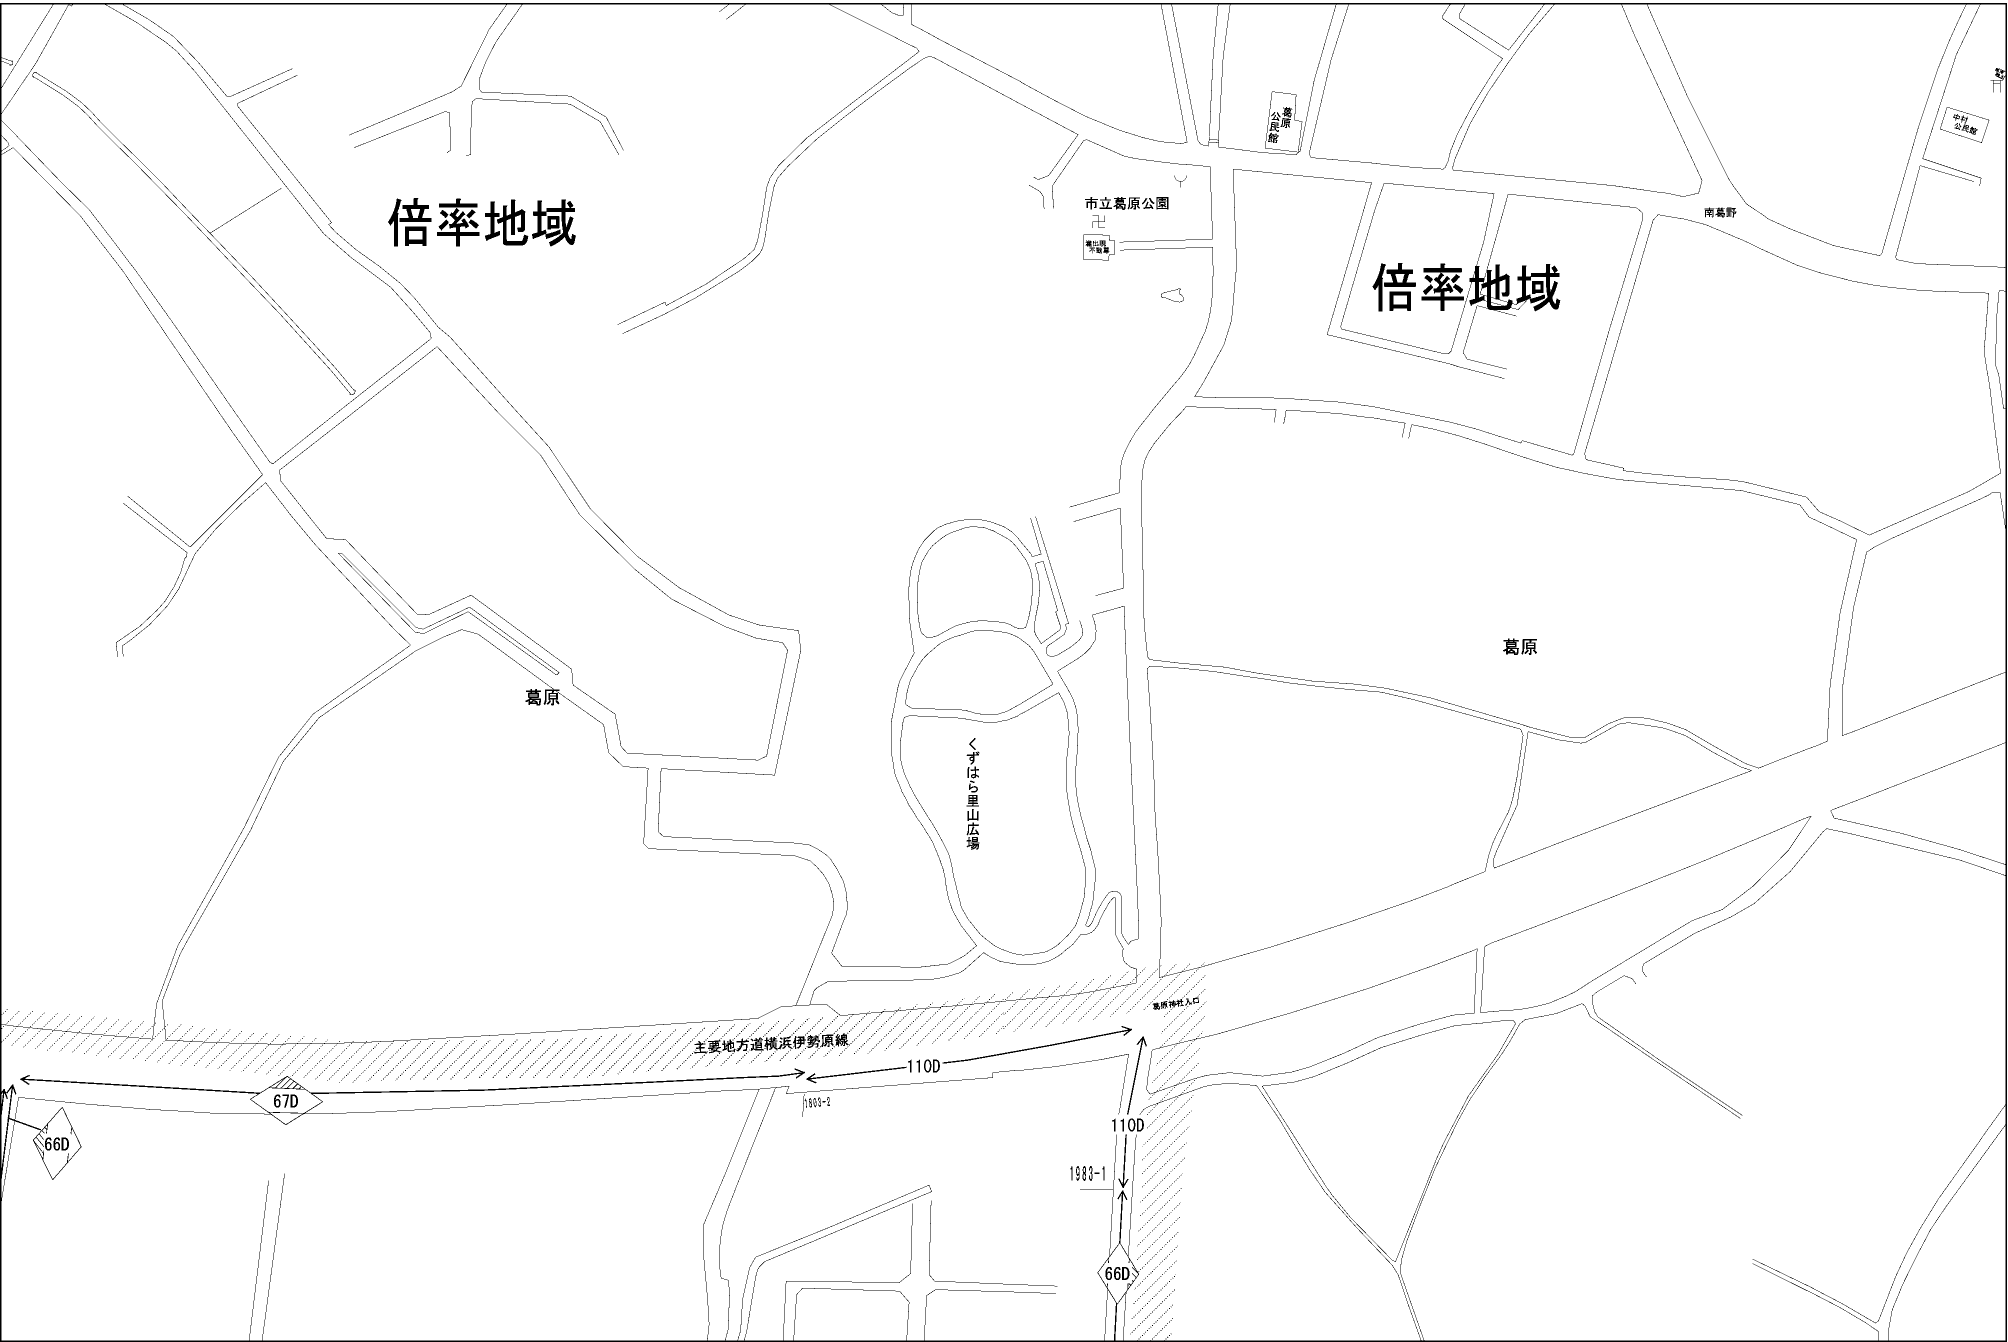 葛原
公民館
中村
公民館
市立葛原公園
南葛野
倍率地域
倍率地域
葛原
葛原
くずはら里山広場
葛原神社入口
主要地方道横浜伊勢原線
110D
67D
1803-2
110D
66D
1983-1
66D